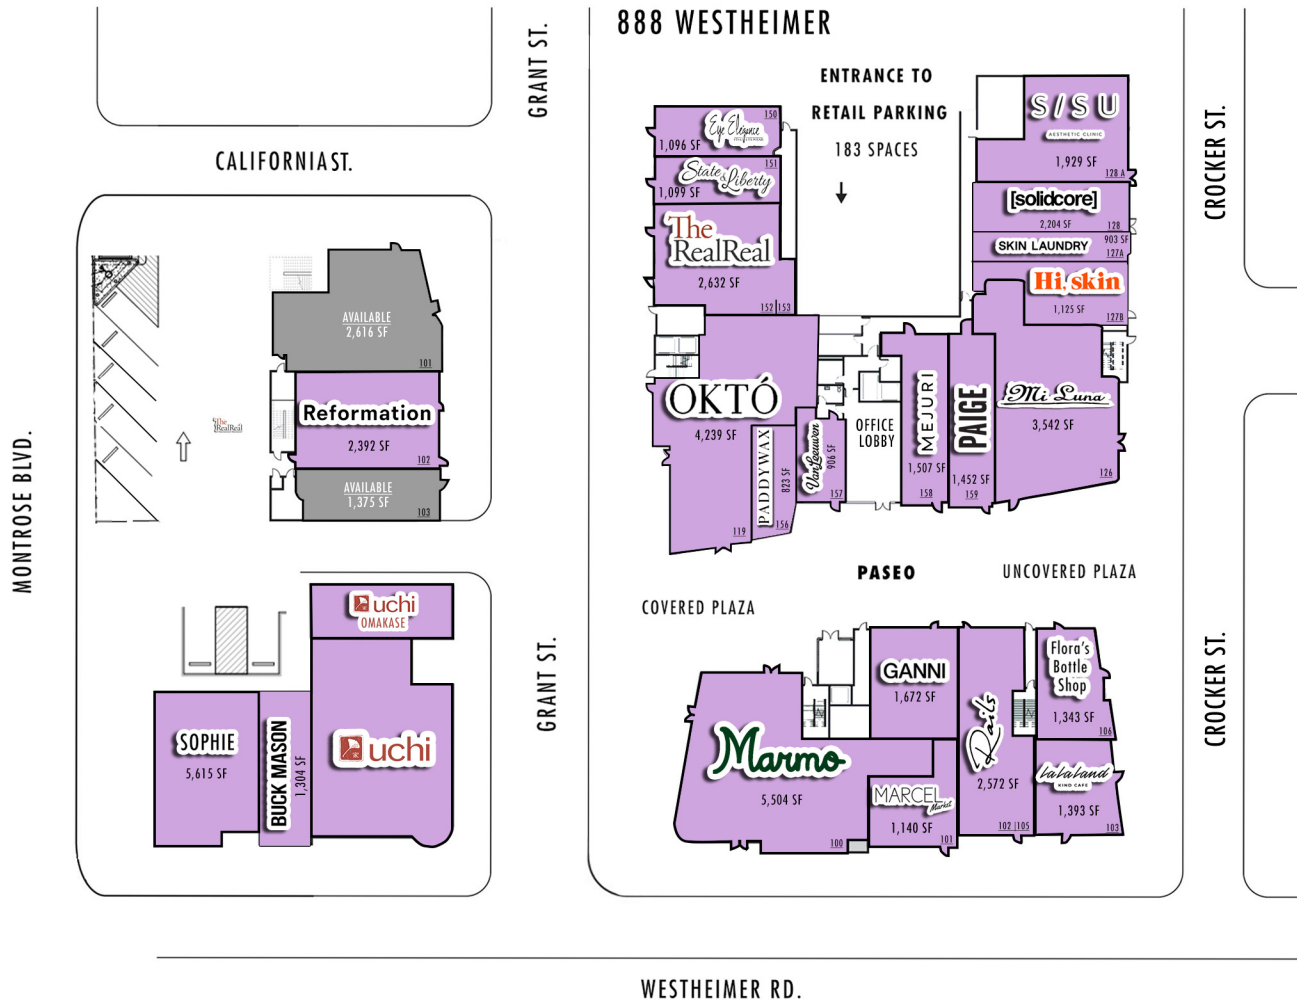 888 WESTHEIMER
GRANT ST.
CALIFORNIA ST.
CROCKER ST.
ENTRANCE TO
RETAIL PARKING
183 SPACES
MONTROSE BLVD.
AVAILABLE
2,616 SF
101
Reformation
2,392 SF
102
AVAILABLE
1,375 SF
103
The
RealReal
uchi
OMAKASE
uchi
SOPHIE
5,615 SF
BUCK MASON
1,304 SF
GRANT ST.
150
Eye Elegance
1,096 SF
151
State & Liberty
1,099 SF
The
RealReal
2,632 SF
152|153
OKTÓ
4,239 SF
119
PADDYWAX
823 SF
156
Van Leeuwen
906 SF
157
OFFICE
LOBBY
MEJURI
1,507 SF
158
PAIGE
1,452 SF
159
Mi Luna
3,542 SF
126
S/SU
AESTHETIC CLINIC
1,929 SF
128 A
[solidcore]
2,204 SF
128
SKIN LAUNDRY
903 SF
127A
Hi, skin
1,125 SF
127B
PASEO
UNCOVERED PLAZA
COVERED PLAZA
Marmo
5,504 SF
100
GANNI
1,672 SF
MARCEL
Market
1,140 SF
101
Rails
2,572 SF
102|105
Flora's
Bottle
Shop
1,343 SF
106
LaLaLand
KIND CAFE
1,393 SF
103
CROCKER ST.
WESTHEIMER RD.